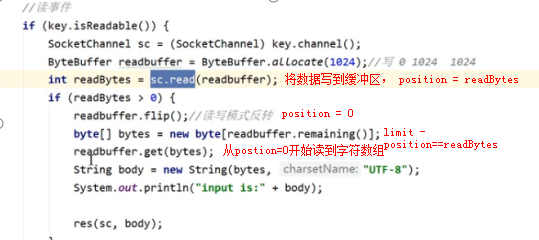 //读事件
if (key.isReadable()) {
SocketChannel sc = (SocketChannel) key.channel();
ByteBuffer readbuffer = ByteBuffer.allocate(1024);//写 0 1024  1024
int readBytes = sc.read(readbuffer); 将数据写到缓冲区， position = readBytes
if (readBytes > 0) {
readbuffer.flip();//读写模式反转 position = 0
byte[] bytes = new byte[readbuffer.remaining()]; limit -
readbuffer.get(bytes); 从postion=0开始读到字符数组 position==readBytes
String body = new String(bytes, charsetName: "UTF-8");
System.out.println("input is:" + body);
res(sc, body);
}